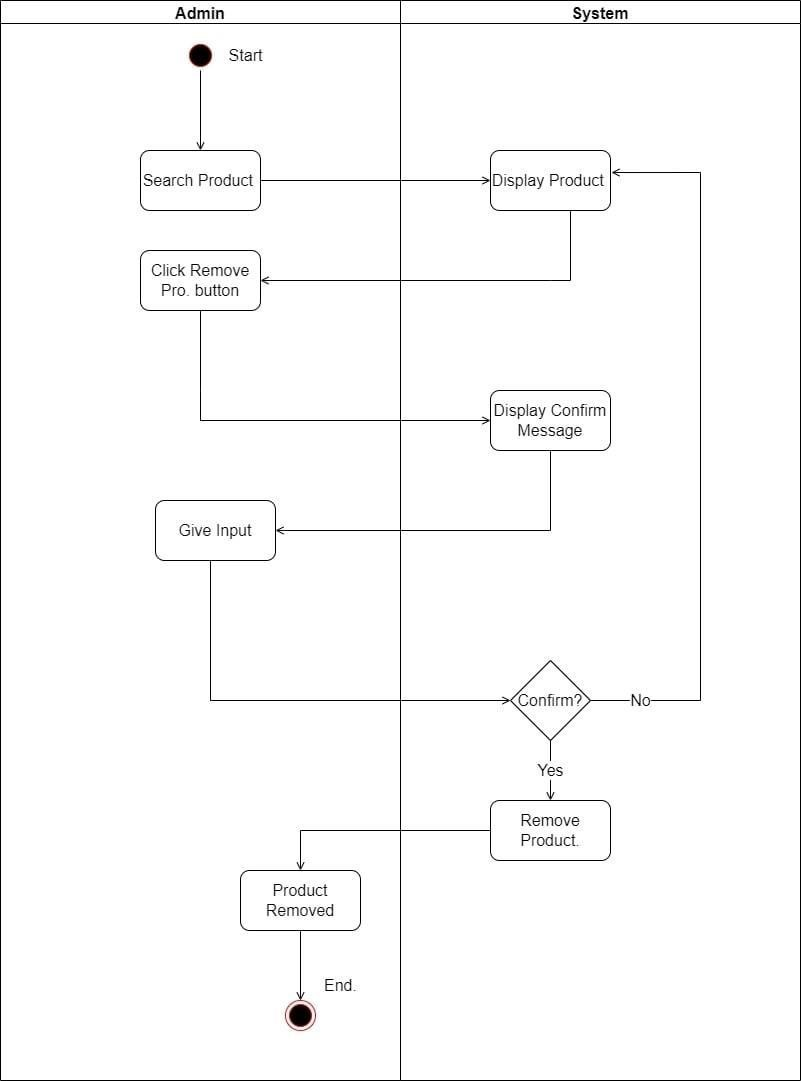 Admin
System
Start
Search Product
Display Product
Click Remove
Pro. button
Display Confirm
Message
Give Input
Confirm?
No
Yes
Remove
Product.
Product
Removed
End.